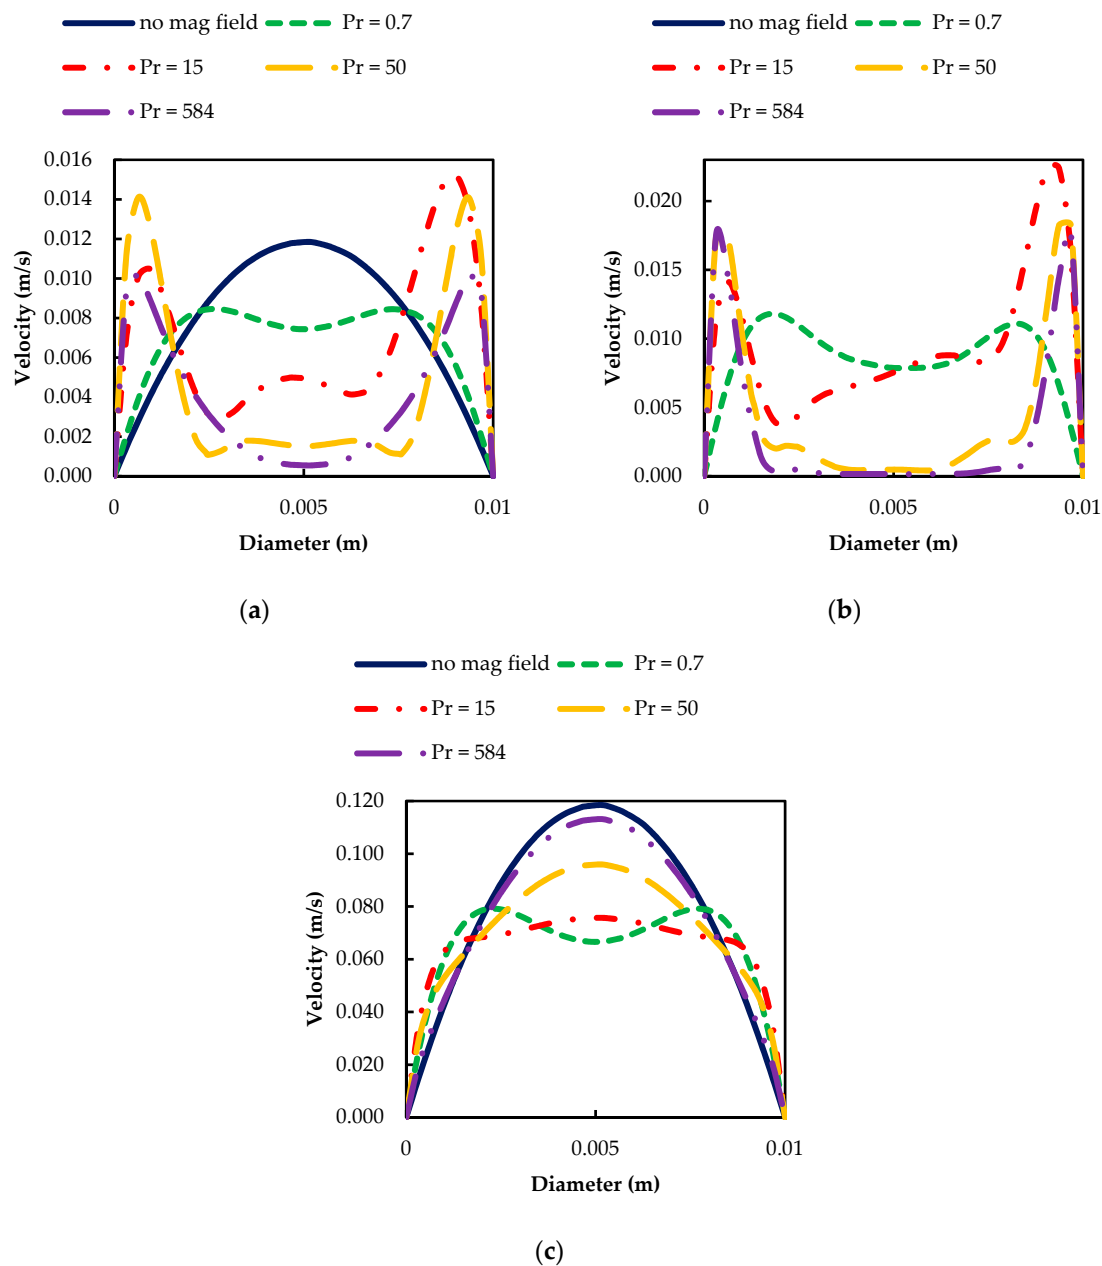 no mag field Pr = 0.7
Pr = 15 Pr = 50
Pr = 584
0.016
0.014
0.012
0.010
0.008
0.006
0.004
0.002
0.000
Velocity (m/s)
0 0.005 0.01
Diameter (m)
(a)
no mag field Pr = 0.7
Pr = 15 Pr = 50
Pr = 584
0.020
0.015
0.010
0.005
0.000
Velocity (m/s)
0 0.005 0.01
Diameter (m)
(b)
no mag field Pr = 0.7
Pr = 15 Pr = 50
Pr = 584
0.120
0.100
0.080
0.060
0.040
0.020
0.000
Velocity (m/s)
0 0.005 0.01
Diameter (m)
(c)